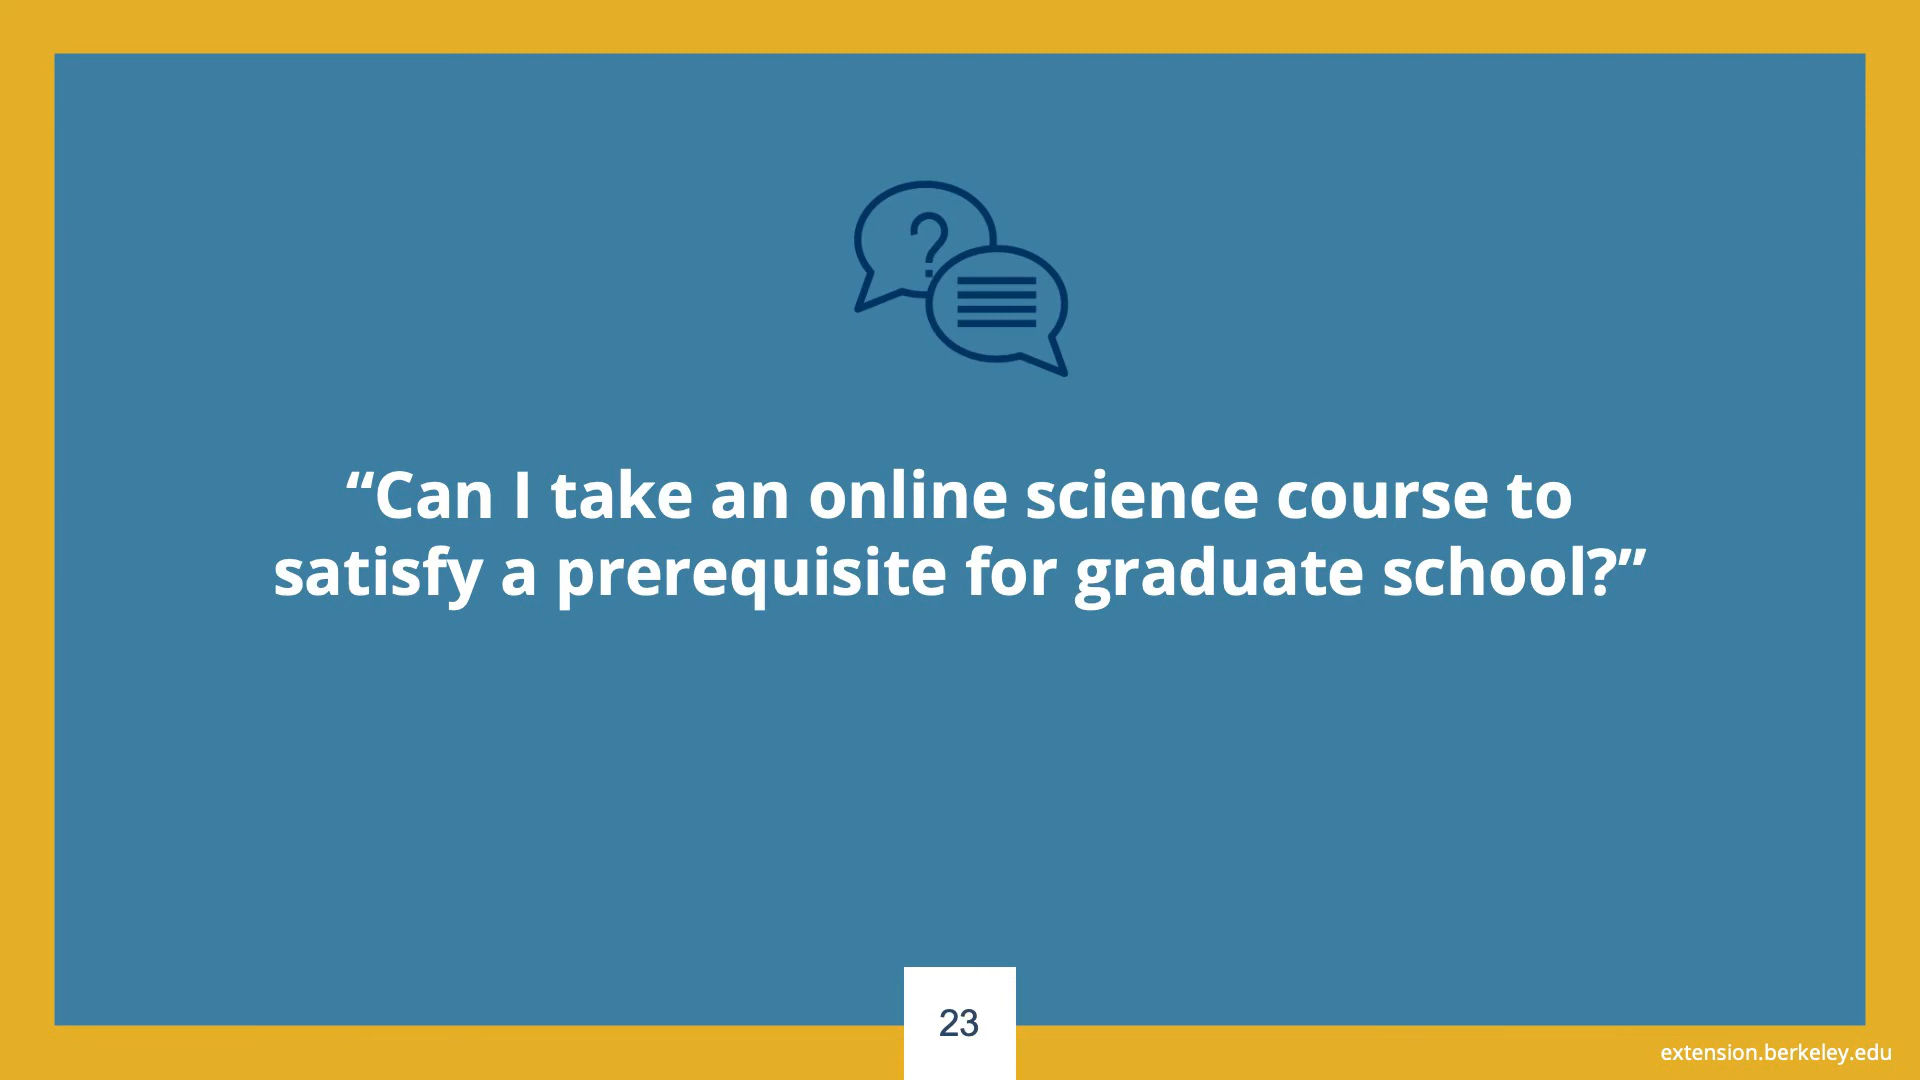 ?
“Can I take an online science course to
satisfy a prerequisite for graduate school?”
23
extension.berkeley.edu